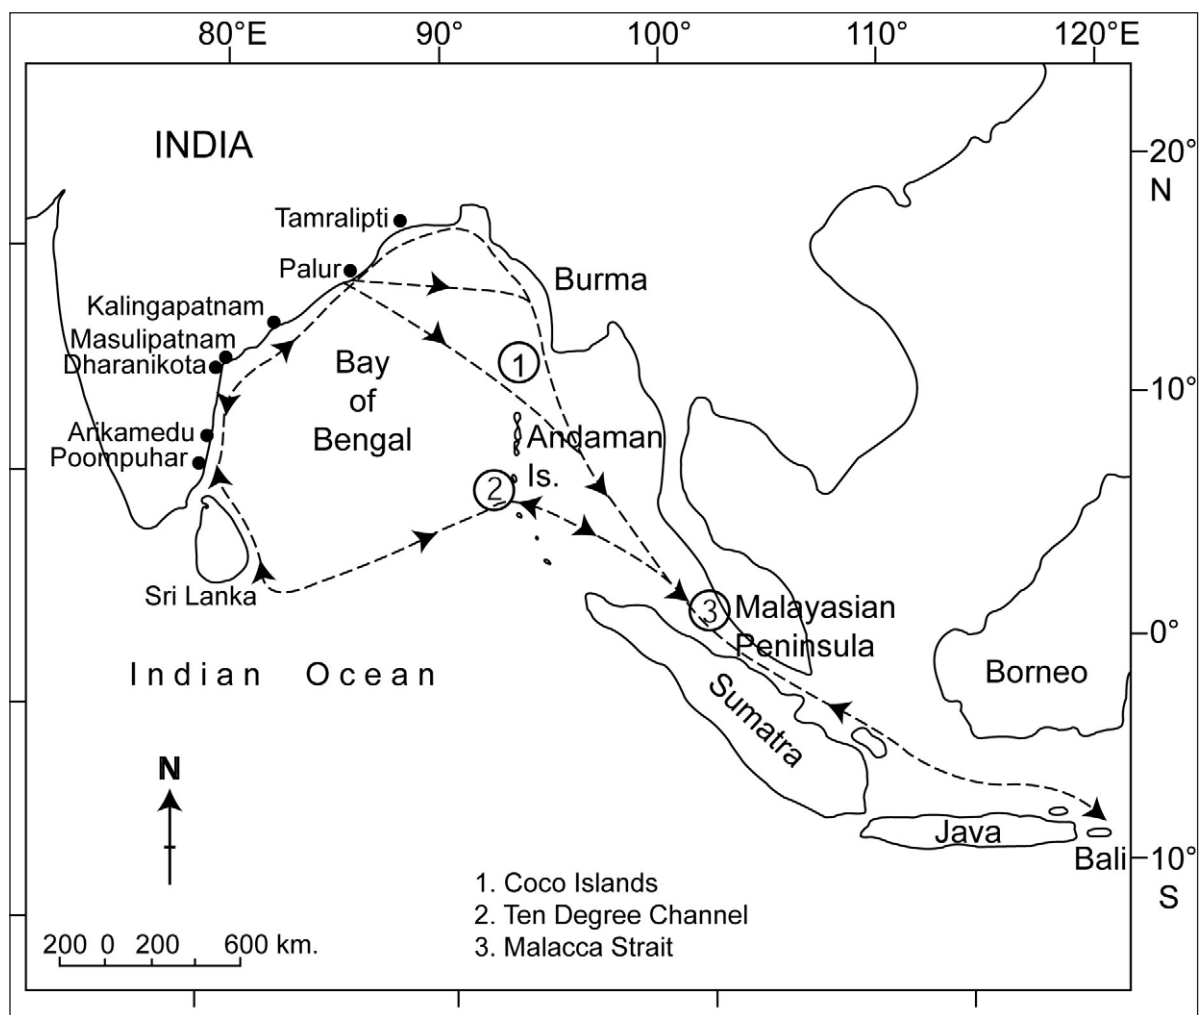 80°E 90° 100° 110° 120°E
INDIA
20°
N
Tamralipti
Palur
Burma
Kalingapatnam
Masulipatnam
Dharanikota
1
Bay
of
Bengal
10°
Arikamedu
Poompuhar
Andaman
Is.
2
Sri Lanka
3
Malayasian
Peninsula
0°
Indian Ocean
Borneo
Sumatra
N
Java
Bali
10°
S
1. Coco Islands
2. Ten Degree Channel
3. Malacca Strait
200 0 200 600 km.